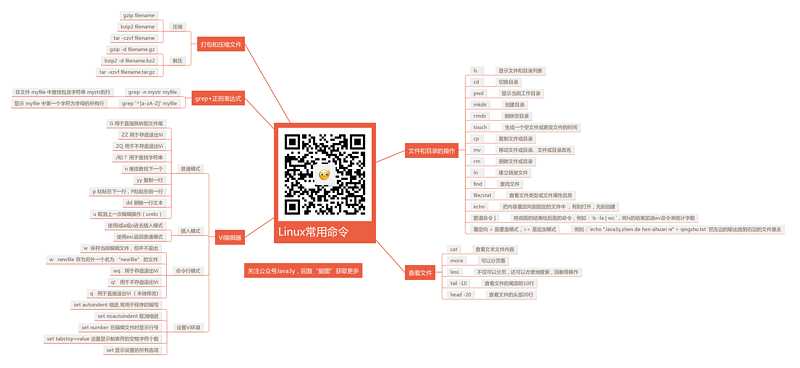 gzip filename
bzip2 filename
tar -czvf filename
压缩
gzip -d filename.gz
bzip2 -d filename.bz2
tar -xzvf filename.tar.gz
解压
打包和压缩文件
在文件 myfile 中查找包含字符串 mystr的行
grep -n mystr myfile
显示 myfile 中第一个字符为字母的所有行
grep '^[a-zA-Z]' myfile
grep+正则表达式
G 用于直接跳转到文件尾
ZZ 用于存盘退出Vi
ZQ 用于不存盘退出Vi
/和？用于查找字符串
n 继续查找下一个
yy 复制一行
p 粘贴在下一行，P粘贴在前一行
dd 删除一行文本
u 取消上一次编辑操作（undo）
普通模式
使用i或a或o进去插入模式
使用esc返回普通模式
插入模式
w 保存当前编辑文件，但并不退出
w newfile 存为另外一个名为 “newfile” 的文件
wq 用于存盘退出Vi
q! 用于不存盘退出Vi
q 用于直接退出Vi （未做修改）
命令行模式
set autoindent 缩进,常用于程序的编写
set noautoindent 取消缩进
set number 在编辑文件时显示行号
set tabstop=value 设置显示制表符的空格字符个数
set 显示设置的所有选项
设置Vi环境
Vi编辑器
Linux常用命令
关注公众号Java3y，回复“脑图”获取更多
文件和目录的操作
ls 显示文件和目录列表
cd 切换目录
pwd 显示当前工作目录
mkdir 创建目录
rmdir 删除空目录
touch 生成一个空文件或更改文件的时间
cp 复制文件或目录
mv 移动文件或目录、文件或目录改名
rm 删除文件或目录
ln 建立链接文件
find 查找文件
file/stat 查看文件类型或文件属性信息
echo 把内容重定向到指定的文件中，有则打开，无则创建
管道命令 | 将前面的结果给后面的命令，例如：`ls -la | wc `，将ls的结果加油wc命令来统计字数
重定向 > 是覆盖模式，>> 是追加模式 例如：`echo "Java3y,zhen de hen xihuan ni" > qingshu.txt` 把左边的输出放到右边的文件里去
查看文件
cat 查看文本文件内容
more 可以分页看
less 不仅可以分页，还可以方便地搜索，回翻等操作
tail -10 查看文件的尾部的10行
head -20 查看文件的头部20行